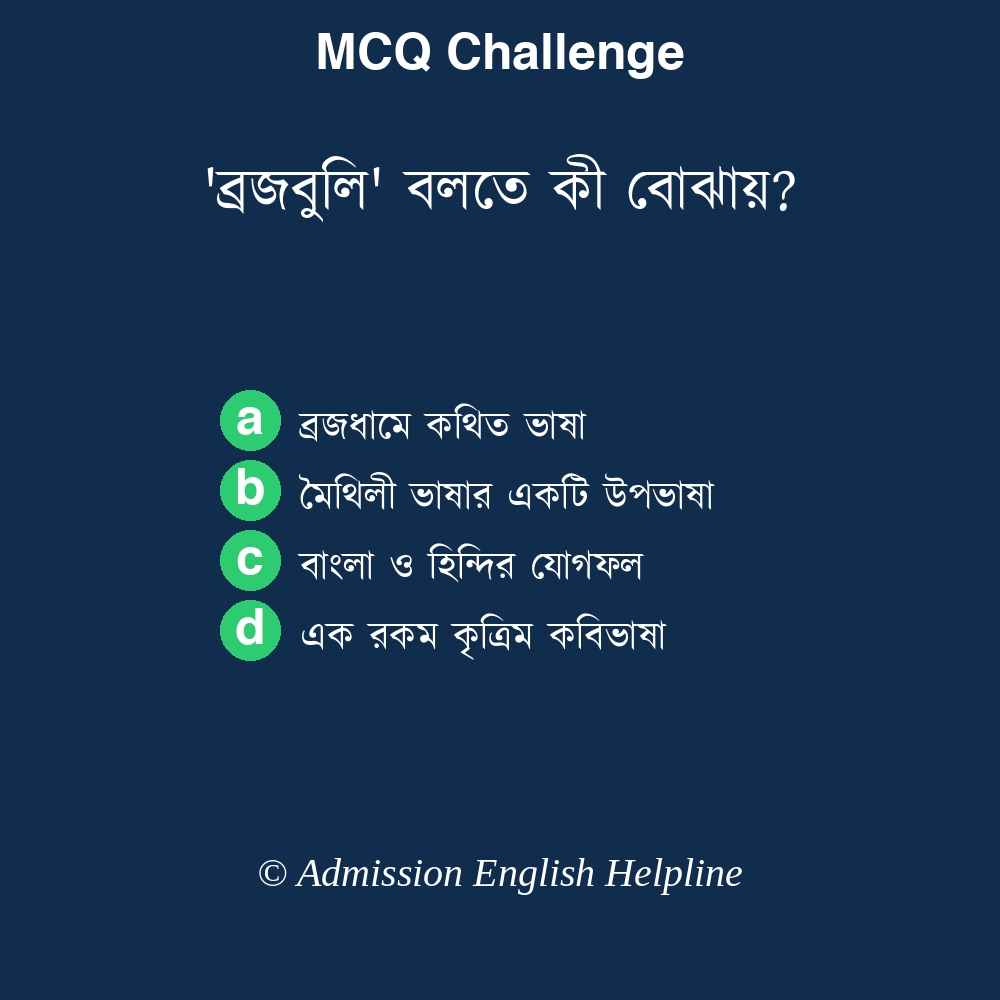 MCQ Challenge
'ব্রজবুলি' বলতে কী বোঝায়?
a ব্রজধামে কথিত ভাষা
b মৈথিলী ভাষার একটি উপভাষা
c বাংলা ও হিন্দির যোগফল
d এক রকম কৃত্রিম কবিভাষা
© Admission English Helpline